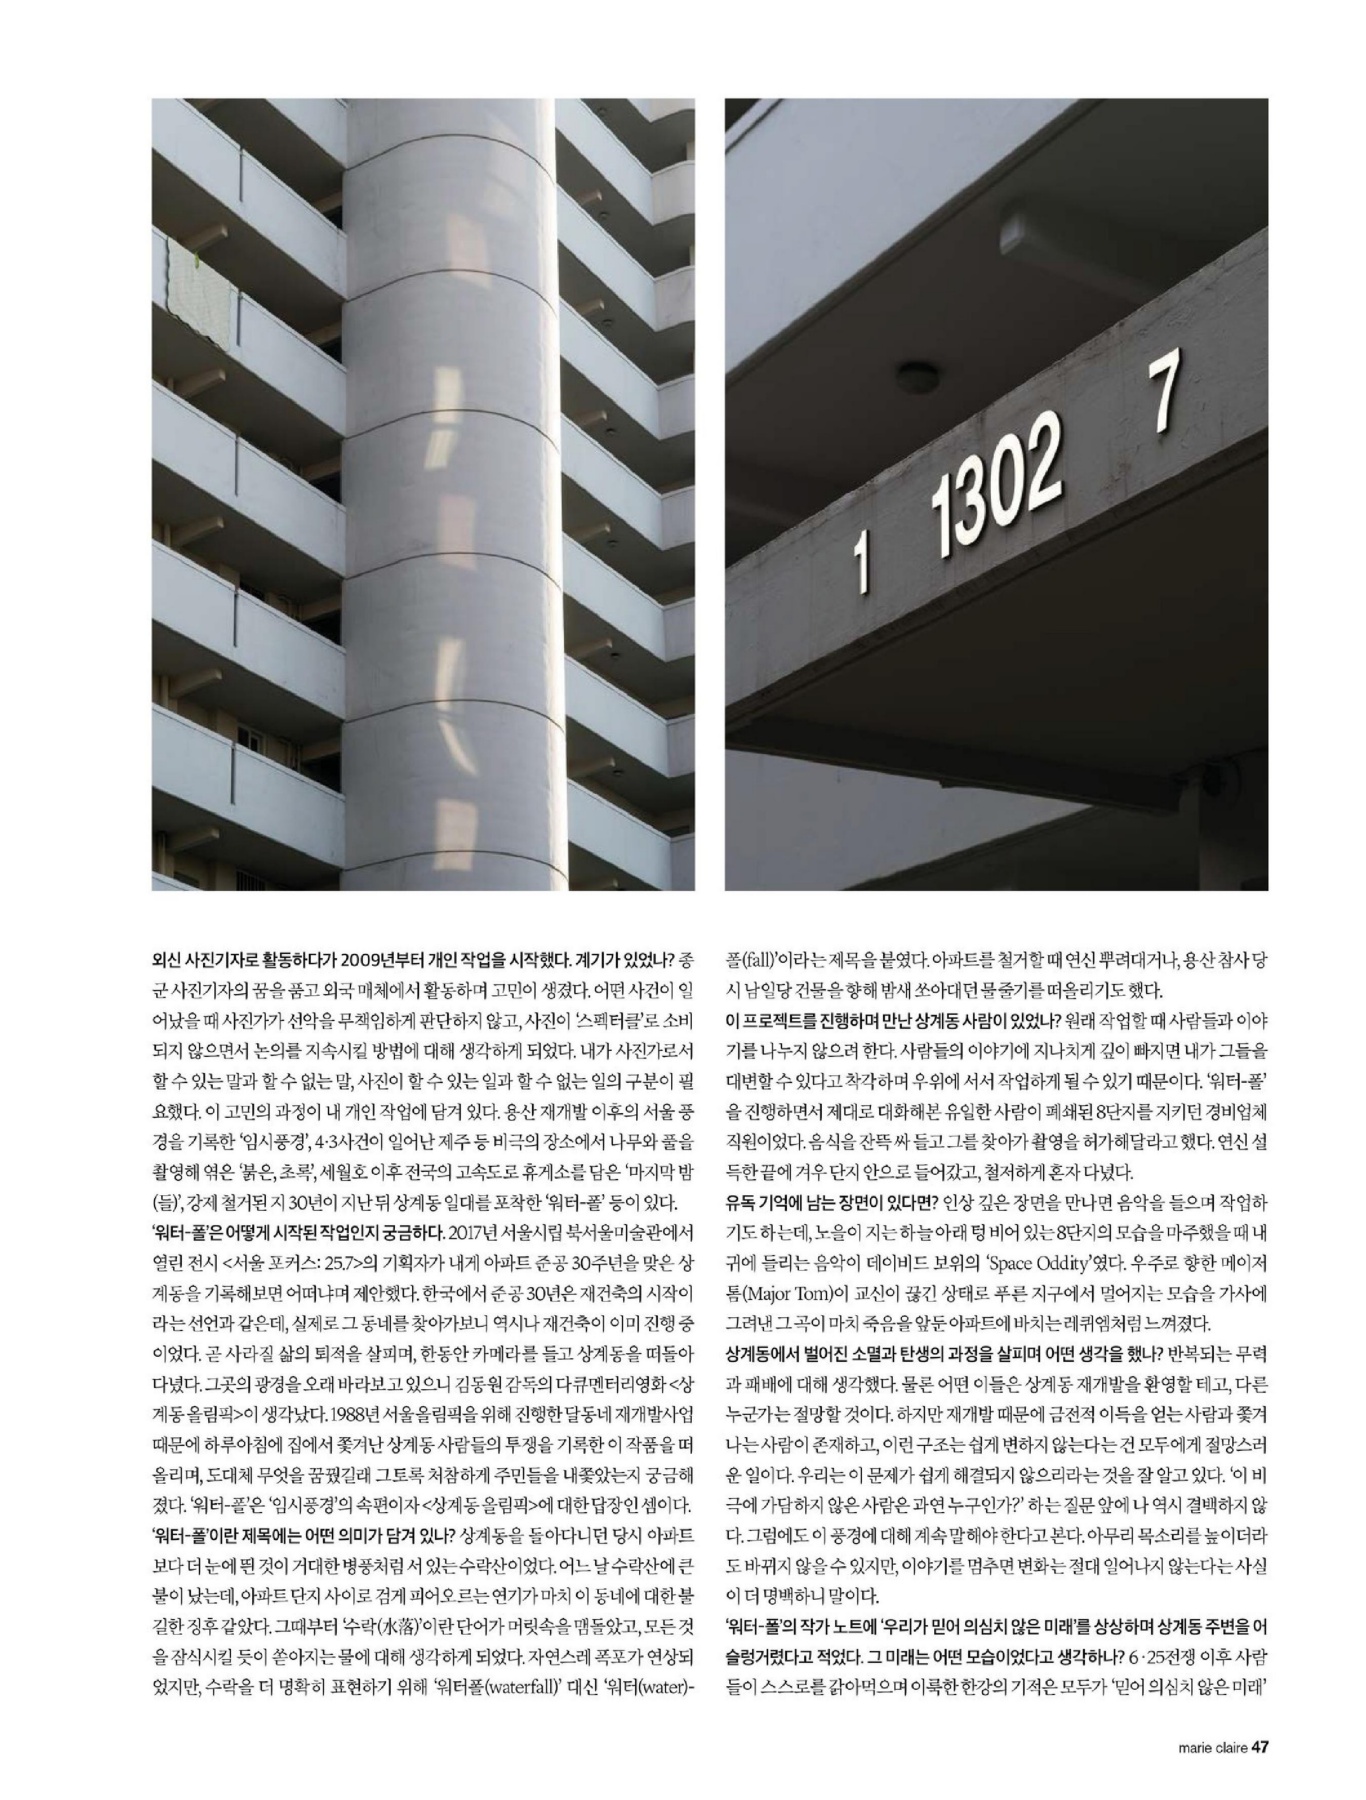 1 1302 7
외신 사진기자로 활동하다가 2009년부터 개인 작업을 시작했다. 계기가 있었나? 종
군 사진기자의 꿈을 품고 외국 매체에서 활동하며 고민이 생겼다. 어떤 사건이 일
어났을 때 사진가가 선악을 무책임하게 판단하지 않고, 사진이 ‘스펙터클’로 소비
되지 않으면서 논의를 지속시킬 방법에 대해 생각하게 되었다. 내가 사진가로서
할 수 있는 말과 할 수 없는 말, 사진이 할 수 있는 일과 할 수 없는 일의 구분이 필
요했다. 이 고민의 과정이 내 개인 작업에 담겨 있다. 용산 재개발 이후의 서울 풍
경을 기록한 ‘임시풍경’, 4·3사건이 일어난 제주 등 비극의 장소에서 나무와 풀을
촬영해 엮은 ‘붉은, 초록’, 세월호 이후 전국의 고속도로 휴게소를 담은 ‘마지막 밤
(들)’, 강제 철거된 지 30년이 지난 뒤 상계동 일대를 포착한 ‘워터-폴’ 등이 있다.
‘워터-폴’은 어떻게 시작된 작업인지 궁금하다. 2017년 서울시립 북서울미술관에서
열린 전시 <서울 포커스: 25.7>의 기획자가 내게 아파트 준공 30주년을 맞은 상
계동을 기록해보면 어떠냐며 제안했다. 한국에서 준공 30년은 재건축의 시작이
라는 선언과 같은데, 실제로 그 동네를 찾아가보니 역시나 재건축이 이미 진행 중
이었다. 곧 사라질 삶의 퇴적을 살피며, 한동안 카메라를 들고 상계동을 떠돌아
다녔다. 그곳의 광경을 오래 바라보고 있으니 김동원 감독의 다큐멘터리영화 <상
계동 올림픽>이 생각났다. 1988년 서울올림픽을 위해 진행한 달동네 재개발사업
때문에 하루아침에 집에서 쫓겨난 상계동 사람들의 투쟁을 기록한 이 작품을 떠
올리며, 도대체 무엇을 꿈꿨길래 그토록 처참하게 주민들을 내쫓았는지 궁금해
졌다. ‘워터-폴’은 ‘임시풍경’의 속편이자 <상계동 올림픽>에 대한 답장인 셈이다.
‘워터-폴’이란 제목에는 어떤 의미가 담겨 있나? 상계동을 돌아다니던 당시 아파트
보다 더 눈에 띈 것이 거대한 병풍처럼 서 있는 수락산이었다. 어느 날 수락산에 큰
불이 났는데, 아파트 단지 사이로 검게 피어오르는 연기가 마치 이 동네에 대한 불
길한 징후 같았다. 그때부터 ‘수락(水落)’이란 단어가 머릿속을 맴돌았고, 모든 것
을 잠식시킬 듯이 쏟아지는 물에 대해 생각하게 되었다. 자연스레 폭포가 연상되
었지만, 수락을 더 명확히 표현하기 위해 ‘워터폴(waterfall)’ 대신 ‘워터(water)-
폴(fall)’이라는 제목을 붙였다. 아파트를 철거할 때 연신 뿌려대거나, 용산 참사 당
시 남일당 건물을 향해 밤새 쏘아대던 물줄기를 떠올리기도 했다.
이 프로젝트를 진행하며 만난 상계동 사람이 있었나? 원래 작업할 때 사람들과 이야
기를 나누지 않으려 한다. 사람들의 이야기에 지나치게 깊이 빠지면 내가 그들을
대변할 수 있다고 착각하며 우위에 서서 작업하게 될 수 있기 때문이다. ‘워터-폴’
을 진행하면서 제대로 대화해본 유일한 사람이 폐쇄된 8단지를 지키던 경비업체
직원이었다. 음식을 잔뜩 싸 들고 그를 찾아가 촬영을 허가해달라고 했다. 연신 설
득한 끝에 겨우 단지 안으로 들어갔고, 철저하게 혼자 다녔다.
유독 기억에 남는 장면이 있다면? 인상 깊은 장면을 만나면 음악을 들으며 작업하
기도 하는데, 노을이 지는 하늘 아래 텅 비어 있는 8단지의 모습을 마주했을 때 내
귀에 들리는 음악이 데이비드 보위의 ‘Space Oddity’였다. 우주로 향한 메이저
톰(Major Tom)이 교신이 끊긴 상태로 푸른 지구에서 멀어지는 모습을 가사에
그려낸 그 곡이 마치 죽음을 앞둔 아파트에 바치는 레퀴엠처럼 느껴졌다.
상계동에서 벌어진 소멸과 탄생의 과정을 살피며 어떤 생각을 했나? 반복되는 무력
과 패배에 대해 생각했다. 물론 어떤 이들은 상계동 재개발을 환영할 테고, 다른
누군가는 절망할 것이다. 하지만 재개발 때문에 금전적 이득을 얻는 사람과 쫓겨
나는 사람이 존재하고, 이런 구조는 쉽게 변하지 않는다는 건 모두에게 절망스러
운 일이다. 우리는 이 문제가 쉽게 해결되지 않으리라는 것을 잘 알고 있다. ‘이 비
극에 가담하지 않은 사람은 과연 누구인가?’ 하는 질문 앞에 나 역시 결백하지 않
다. 그럼에도 이 풍경에 대해 계속 말해야 한다고 본다. 아무리 목소리를 높이더라
도 바뀌지 않을 수 있지만, 이야기를 멈추면 변화는 절대 일어나지 않는다는 사실
이 더 명백하니 말이다.
‘워터-폴’의 작가 노트에 ‘우리가 믿어 의심치 않은 미래’를 상상하며 상계동 주변을 어
슬렁거렸다고 적었다. 그 미래는 어떤 모습이었다고 생각하나? 6·25전쟁 이후 사람
들이 스스로를 갉아먹으며 이룩한 한강의 기적은 모두가 ‘믿어 의심치 않은 미래’
marie claire 47